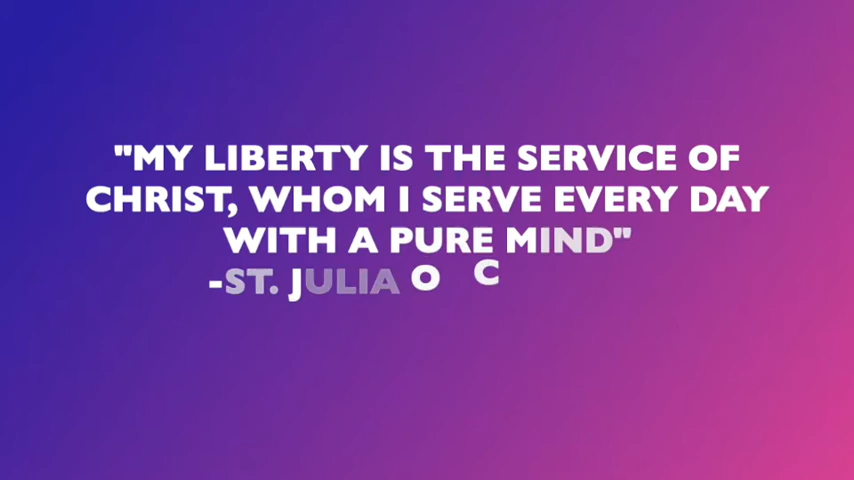 "MY LIBERTY IS THE SERVICE OF
CHRIST, WHOM I SERVE EVERY DAY
WITH A PURE MIND"
-ST. JULIA O C